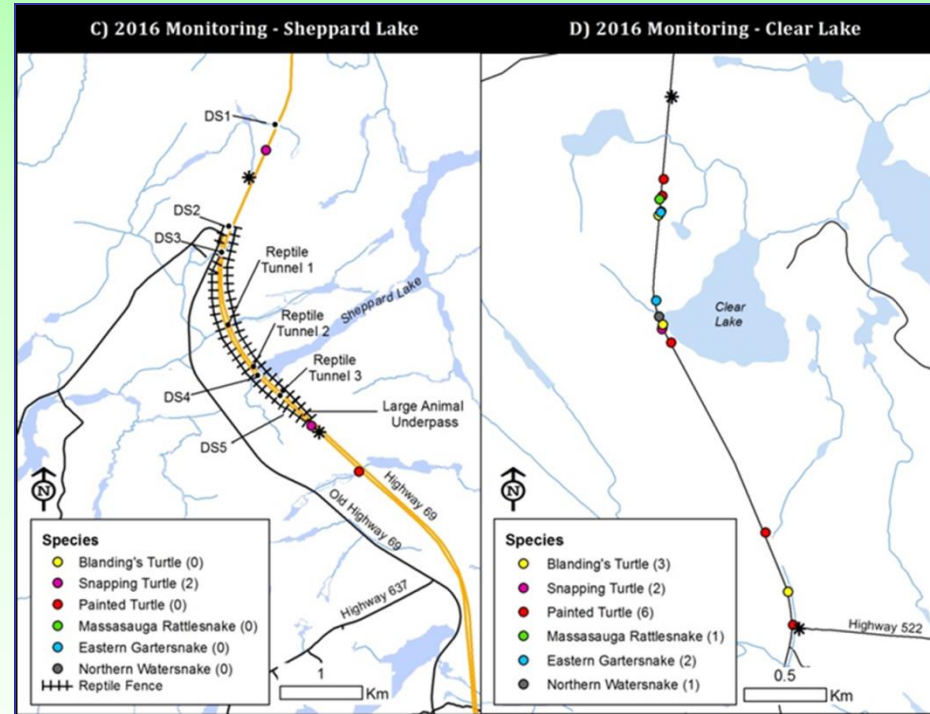 C) 2016 Monitoring - Sheppard Lake
DS1
DS2
DS3
Reptile
Tunnel 1
Reptile
Tunnel 2
Sheppard Lake
Reptile
Tunnel 3
DS4
Large Animal
Underpass
DS5
Highway 69
Old Highway 69
Highway 637
N
Species
Blanding's Turtle (0)
Snapping Turtle (2)
Painted Turtle (0)
Massasauga Rattlesnake (0)
Eastern Gartersnake (0)
Northern Watersnake (0)
Reptile Fence
1
Km
D) 2016 Monitoring - Clear Lake
Clear
Lake
N
Highway 522
Species
Blanding's Turtle (3)
Snapping Turtle (2)
Painted Turtle (6)
Massasauga Rattlesnake (1)
Eastern Gartersnake (2)
Northern Watersnake (1)
0.5
Km